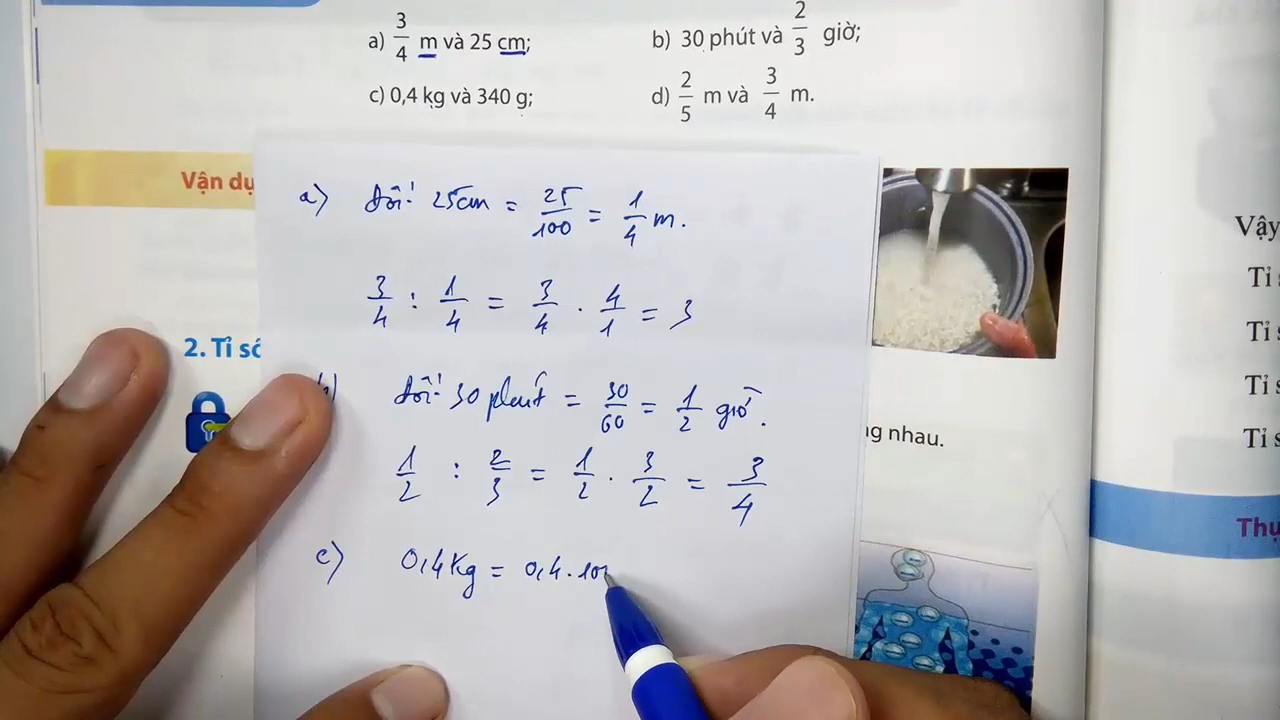 a) 3/4 m và 25 cm;
b) 30 phút và 2/3 giờ;
c) 0,4 kg và 340 g;
d) 2/5 m và 3/4 m.
Vận dụ
a) đổi: 25cm = 25/100 = 1/4 m.
3/4 : 1/4 = 3/4 . 4/1 = 3
2. Tỉ số
b) đổi: 30 phút = 30/60 = 1/2 giờ.
1/2 : 2/3 = 1/2 . 3/2 = 3/4
c) 0,4kg = 0,4.10
ng nhau.
Vậy
Tỉ s
Tỉ s
Tỉ s
Tỉ s
Thự